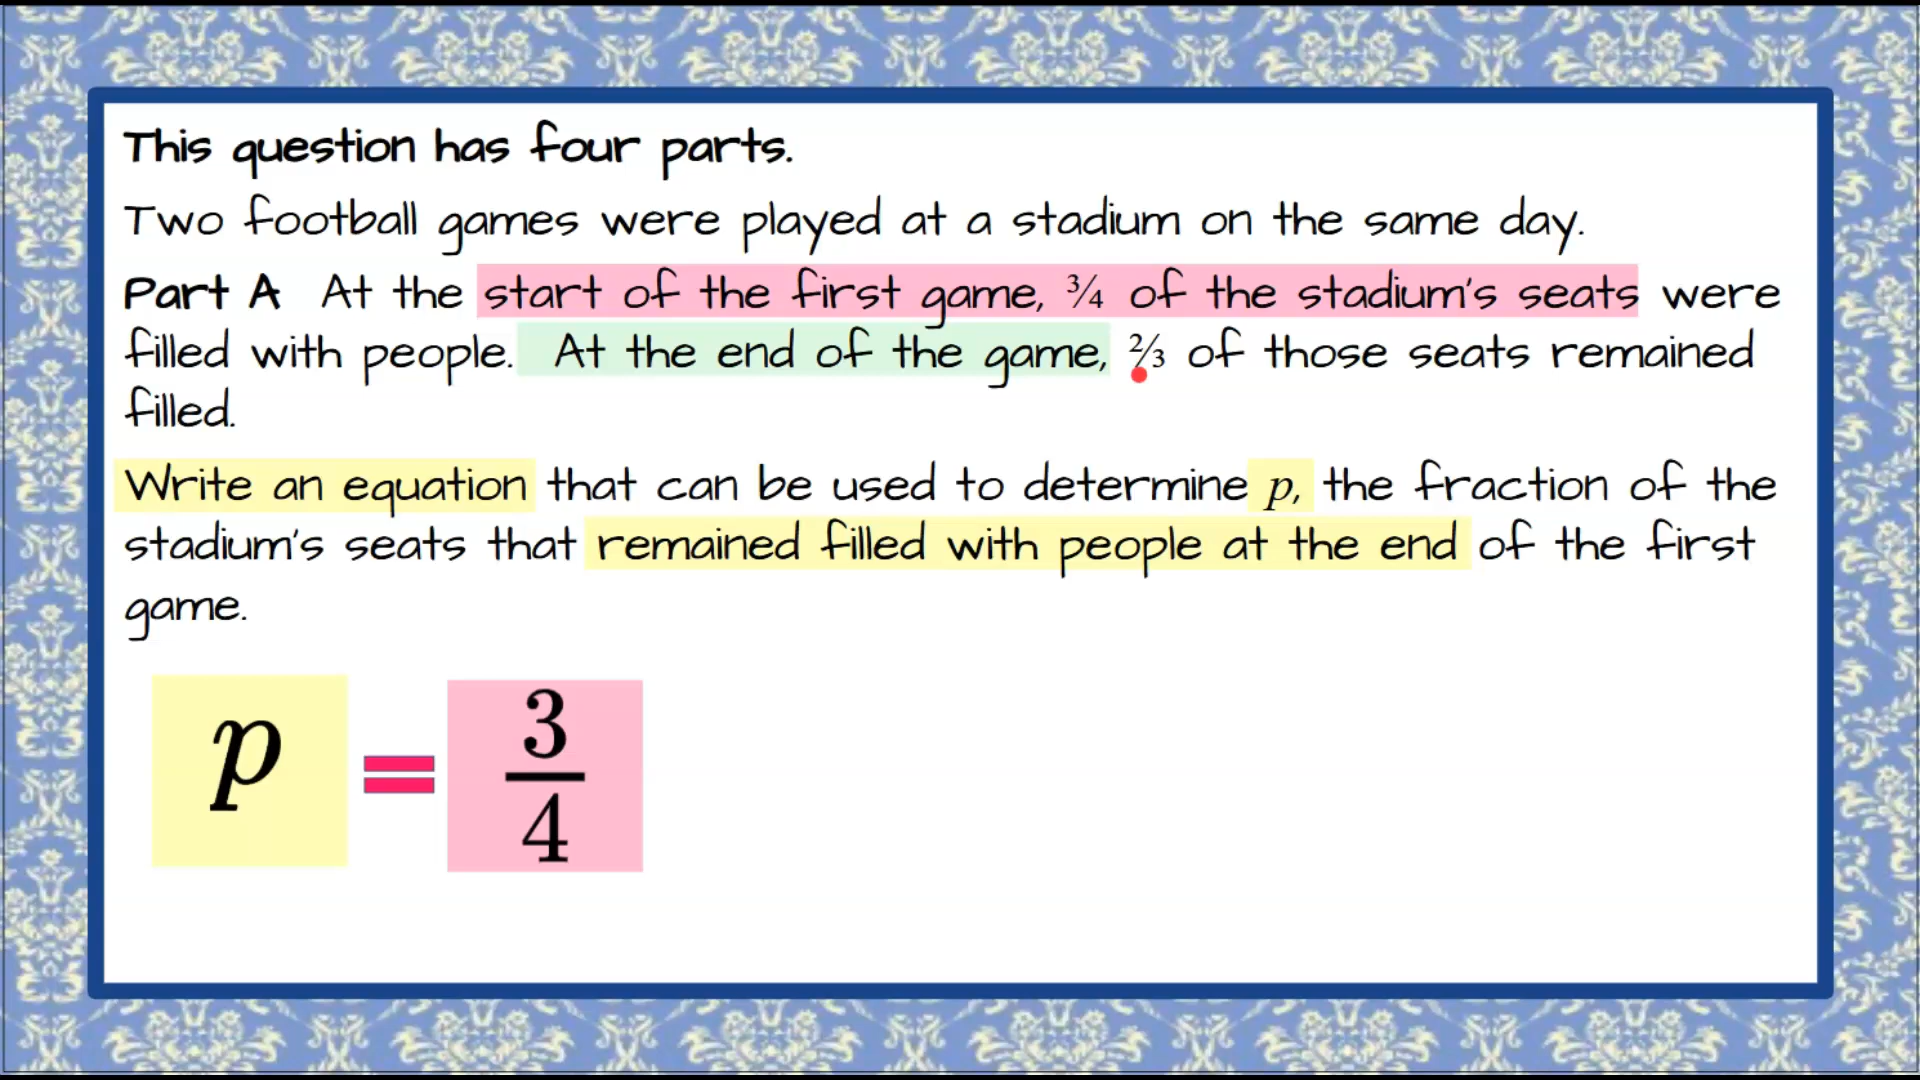 This question has four parts.
Two football games were played at a stadium on the same day.
Part A At the start of the first game, ¾ of the stadium's seats were
filled with people. At the end of the game, ⅔ of those seats remained
filled.
Write an equation that can be used to determine p, the fraction of the
stadium's seats that remained filled with people at the end of the first
game.
p = 3/4